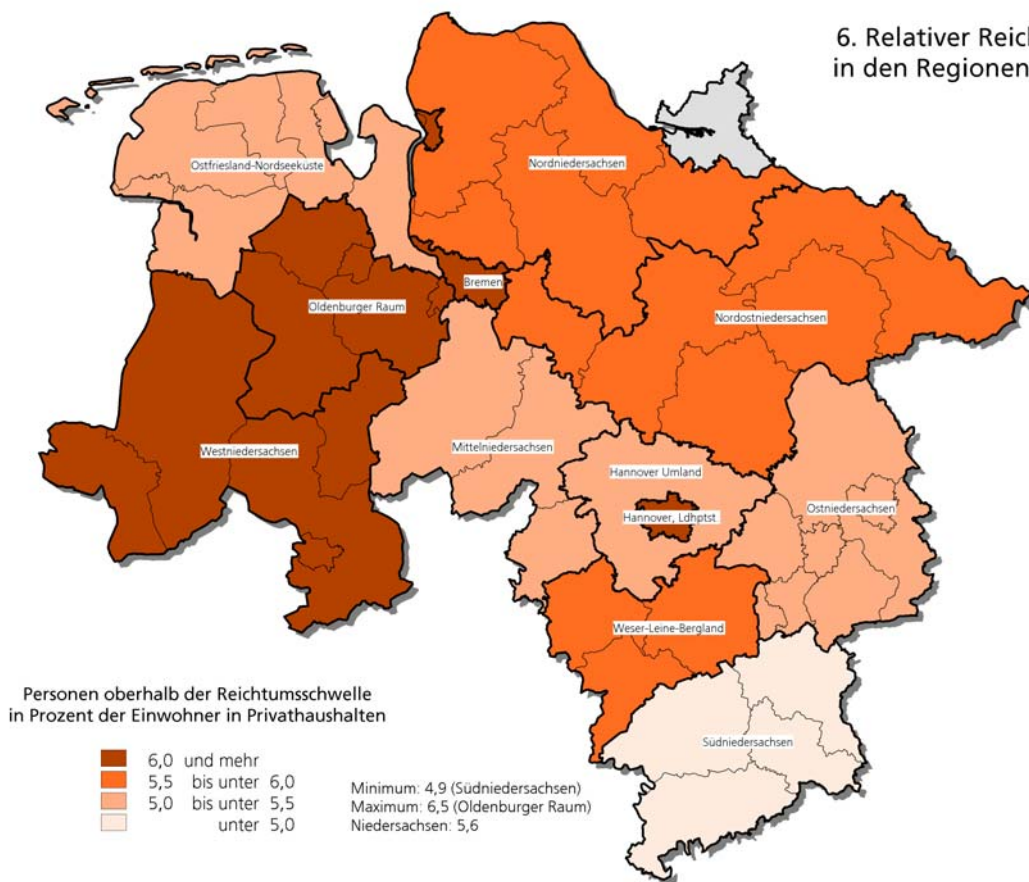 6. Relativer Reich
in den Regionen
Ostfriesland-Nordseeküste
Nordniedersachsen
Bremen
Oldenburger Raum
Nordostniedersachsen
Westniedersachsen
Mittelniedersachsen
Hannover Umland
Hannover, Ldhptst
Ostniedersachsen
Weser-Leine-Bergland
Südniedersachsen
Personen oberhalb der Reichtumsschwelle
in Prozent der Einwohner in Privathaushalten
6,0 und mehr
5,5 bis unter 6,0
5,0 bis unter 5,5
unter 5,0
Minimum: 4,9 (Südniedersachsen)
Maximum: 6,5 (Oldenburger Raum)
Niedersachsen: 5,6